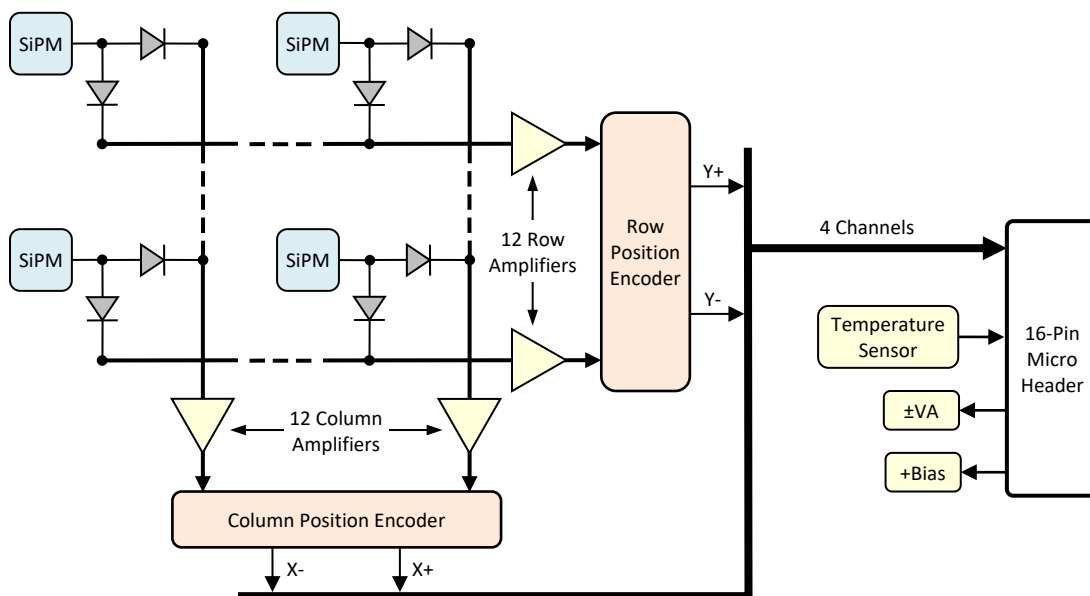 SiPM
SiPM
SiPM
SiPM
12 Row
Amplifiers
Row
Position
Encoder
Y+
Y-
4 Channels
Temperature
Sensor
16-Pin
Micro
Header
±VA
+Bias
12 Column
Amplifiers
Column Position Encoder
X-
X+